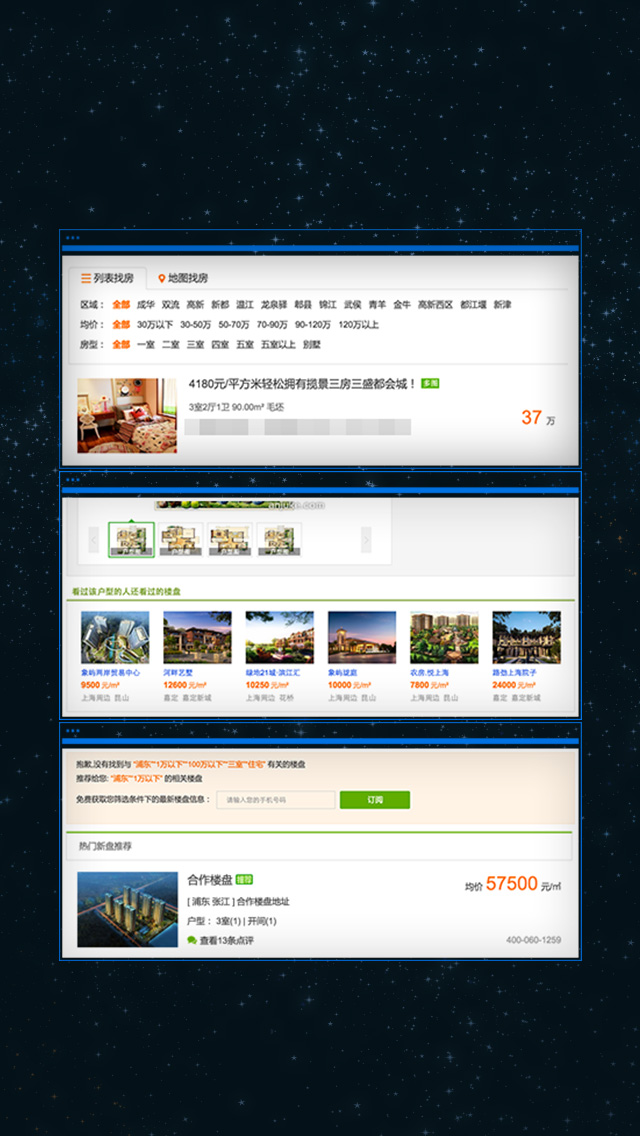 列表找房 地图找房
区域： 全部 成华 双流 高新 新都 温江 龙泉驿 郫县 锦江 武侯 青羊 金牛 高新西区 都江堰 新津
均价： 全部 30万以下 30-50万 50-70万 70-90万 90-120万 120万以上
房型： 全部 一室 二室 三室 四室 五室 五室以上 别墅
4180元/平方米轻松拥有揽景三房三盛都会城！ 多图
3室2厅1卫 90.00m² 毛坯
37 万
anjuke.com
户型图 户型图 户型图 户型图
看过该户型的人还看过的楼盘
象屿两岸贸易中心 河畔艺墅 绿地21城·滨江汇 象屿珑庭 农房.悦上海 路劲上海院子
9500 元/m² 12600 元/m² 10250 元/m² 10000 元/m² 7800 元/m² 24000 元/m²
上海周边 昆山 嘉定 嘉定新城 上海周边 花桥 上海周边 昆山 上海周边 昆山 嘉定 嘉定新城
抱歉,没有找到与 "浦东""1万以下""100万以下""三室""住宅" 有关的楼盘
推荐给您: "浦东""1万以下" 的相关楼盘
免费获取您筛选条件下的最新楼盘信息： 请输入您的手机号码 订阅
热门新盘推荐
合作楼盘 推荐
均价 57500 元/㎡
[ 浦东 张江 ] 合作楼盘地址
户型： 3室(1) | 开间(1)
查看13条点评
400-060-1259